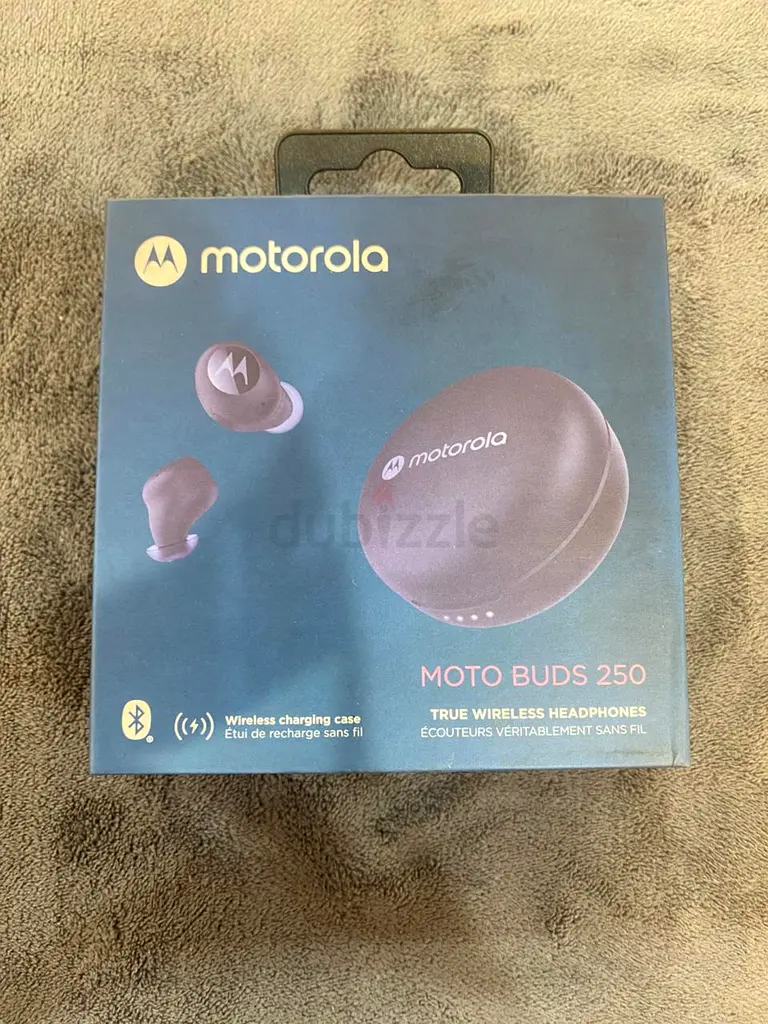 motorola
motorola
dubizzle
MOTO BUDS 250
TRUE WIRELESS HEADPHONES
ÉCOUTEURS VÉRITABLEMENT SANS FIL
Wireless charging case
Étui de recharge sans fil